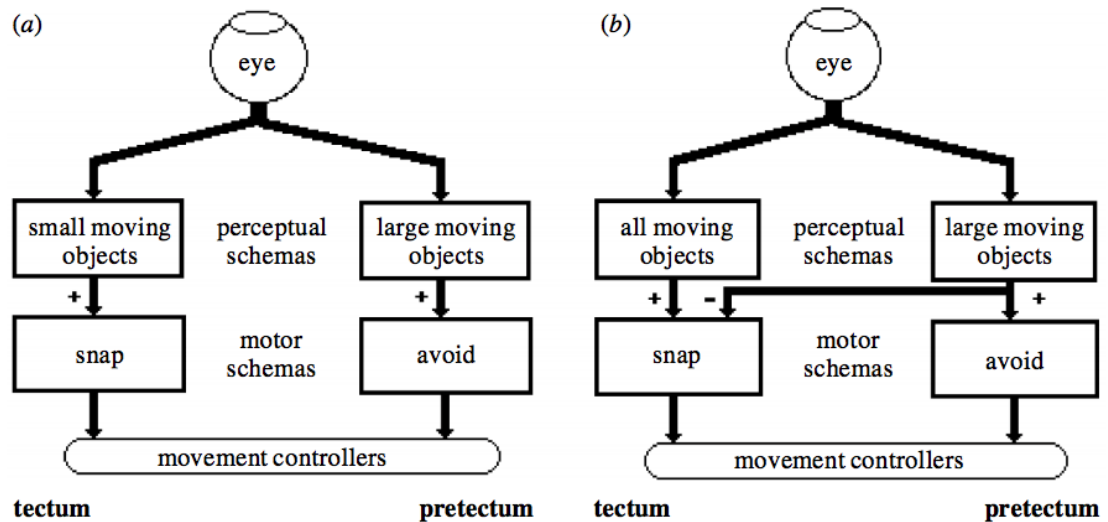 (a)
eye
small moving
objects
perceptual
schemas
large moving
objects
+
+
snap
motor
schemas
avoid
movement controllers
tectum
pretectum
(b)
eye
all moving
objects
perceptual
schemas
large moving
objects
+
-
+
snap
motor
schemas
avoid
movement controllers
tectum
pretectum